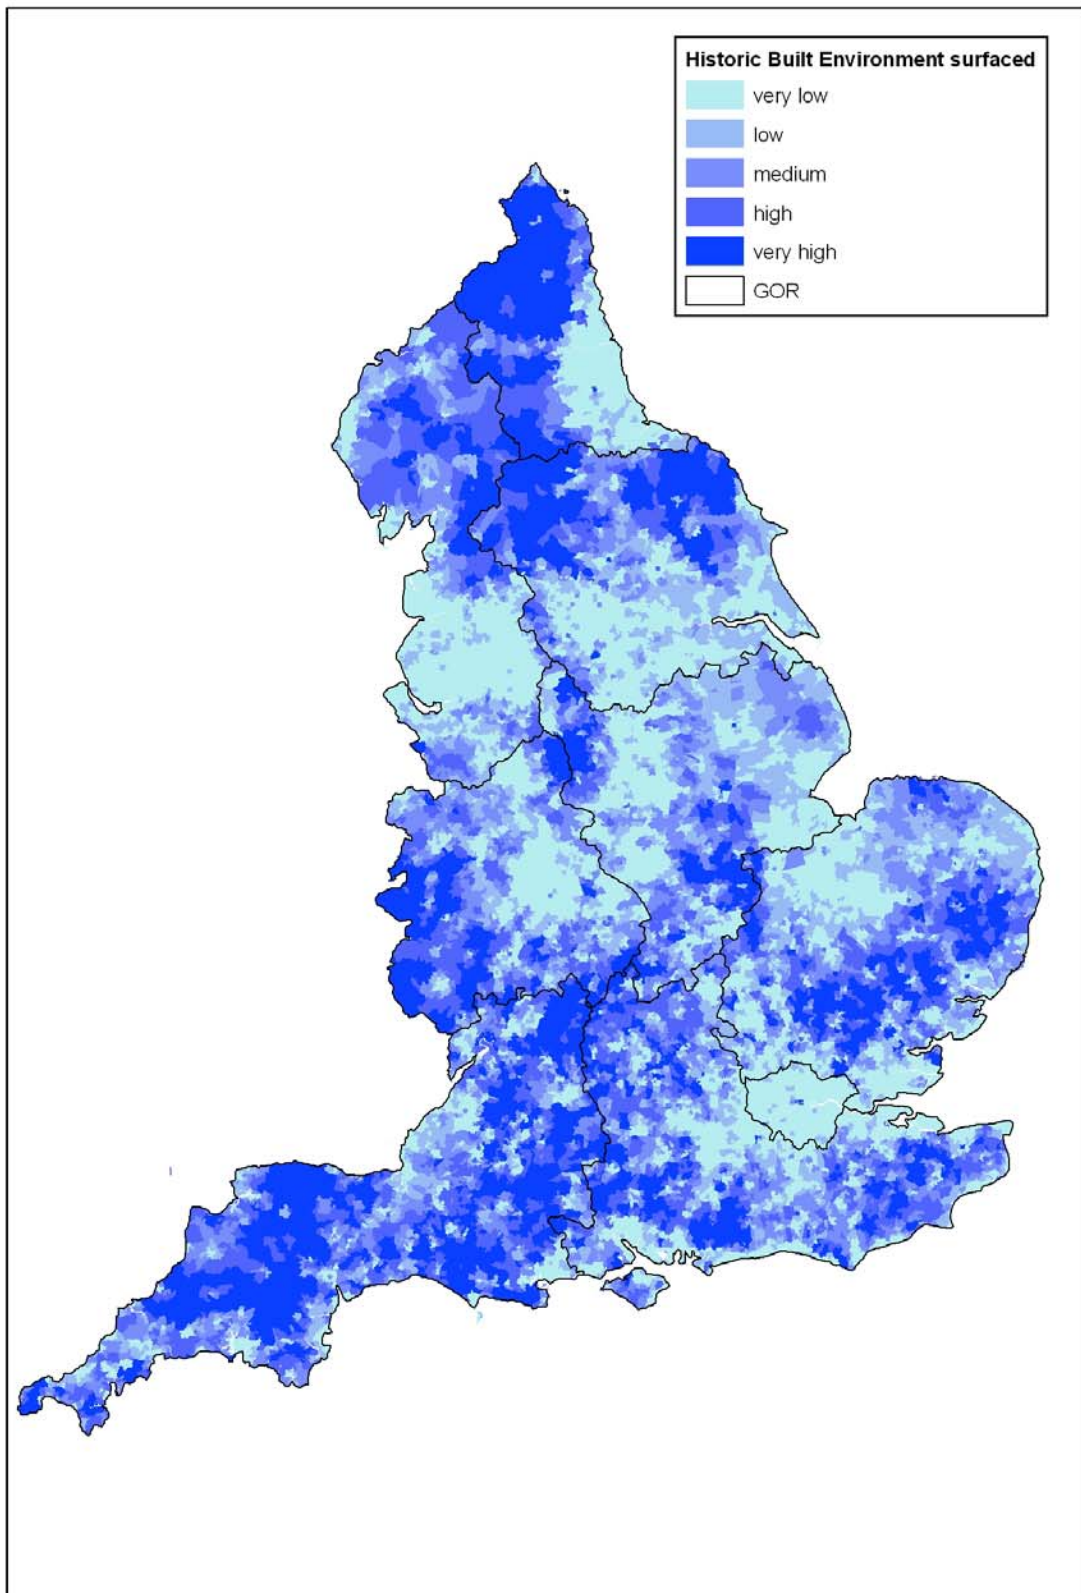 Historic Built Environment surfaced
very low
low
medium
high
very high
GOR